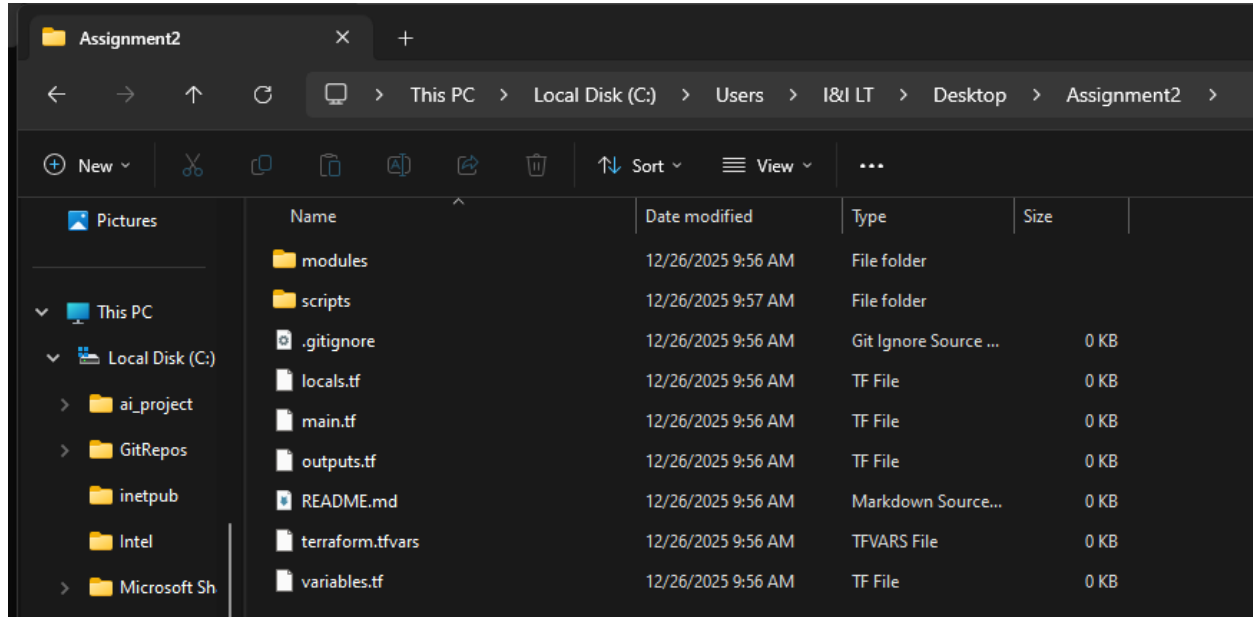 Assignment2
This PC > Local Disk (C:) > Users > I&I LT > Desktop > Assignment2 >
New Sort View
Pictures
This PC
Local Disk (C:)
ai_project
GitRepos
inetpub
Intel
Microsoft Sh
Name Date modified Type Size
modules 12/26/2025 9:56 AM File folder
scripts 12/26/2025 9:57 AM File folder
.gitignore 12/26/2025 9:56 AM Git Ignore Source ... 0 KB
locals.tf 12/26/2025 9:56 AM TF File 0 KB
main.tf 12/26/2025 9:56 AM TF File 0 KB
outputs.tf 12/26/2025 9:56 AM TF File 0 KB
README.md 12/26/2025 9:56 AM Markdown Source... 0 KB
terraform.tfvars 12/26/2025 9:56 AM TFVARS File 0 KB
variables.tf 12/26/2025 9:56 AM TF File 0 KB